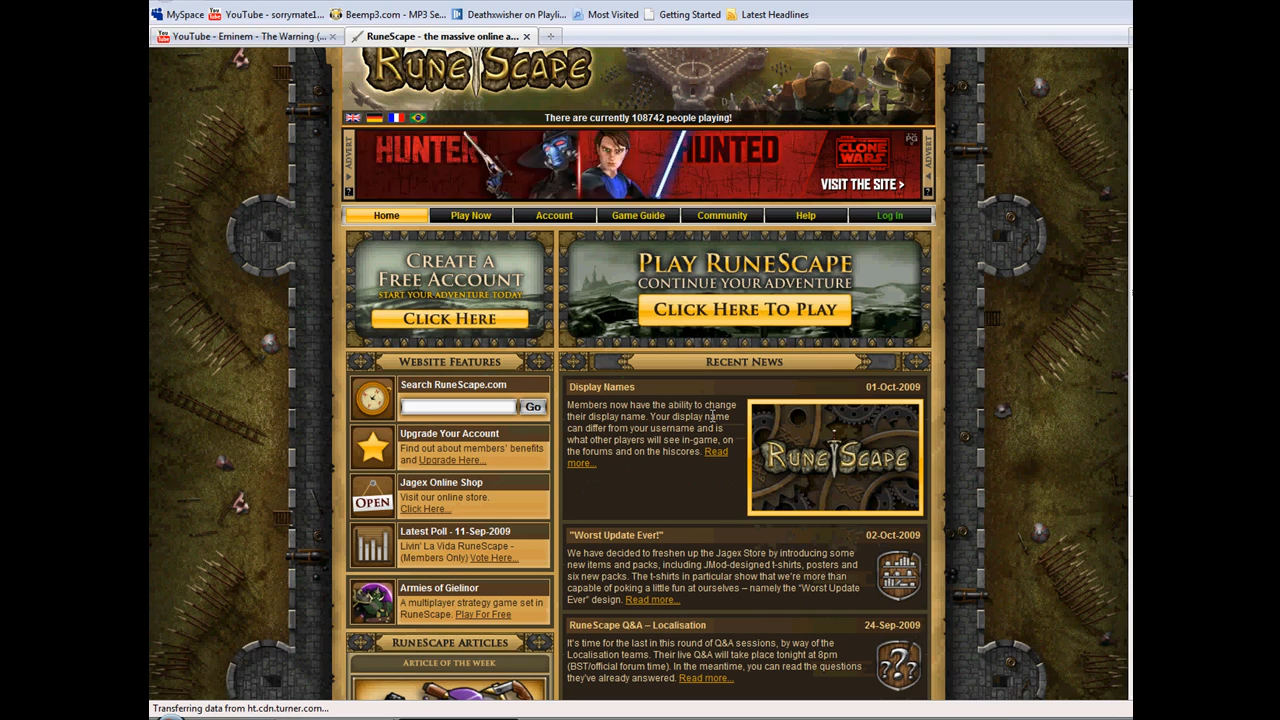 MySpace YouTube - sorrymate1... Beemp3.com - MP3 Se... Deathwisher on Playli... Most Visited Getting Started Latest Headlines
YouTube - Eminem - The Warning (... RuneScape - the massive online a...
RUNESCAPE
There are currently 108742 people playing!
ADVERT
HUNTER HUNTED
CLONE WARS
PG
VISIT THE SITE >
ADVERT
Home Play Now Account Game Guide Community Help Log In
CREATE A
FREE ACCOUNT
START YOUR ADVENTURE TODAY
CLICK HERE
PLAY RUNESCAPE
CONTINUE YOUR ADVENTURE
CLICK HERE TO PLAY
WEBSITE FEATURES
Search RuneScape.com
Go
Upgrade Your Account
Find out about members' benefits
and Upgrade Here...
OPEN
Jagex Online Shop
Visit our online store.
Click Here...
Latest Poll - 11-Sep-2009
Livin' La Vida RuneScape -
(Members Only) Vote Here...
Armies of Gielinor
A multiplayer strategy game set in
RuneScape. Play For Free
RUNESCAPE ARTICLES
ARTICLE OF THE WEEK
RECENT NEWS
Display Names 01-Oct-2009
Members now have the ability to change
their display name. Your display name
can differ from your username and is
what other players will see in-game, on
the forums and on the hiscores. Read
more...
RUNESCAPE
"Worst Update Ever!" 02-Oct-2009
We have decided to freshen up the Jagex Store by introducing some
new items and packs, including JMod-designed t-shirts, posters and
six new packs. The t-shirts in particular show that we're more than
capable of poking a little fun at ourselves – namely the "Worst Update
Ever" design. Read more...
RuneScape Q&A – Localisation 24-Sep-2009
It's time for the last in this round of Q&A sessions, by way of the
Localisation teams. Their live Q&A will take place tonight at 8pm
(BST/official forum time). In the meantime, you can read the questions
they've already answered. Read more...
Transferring data from ht.cdn.turner.com...